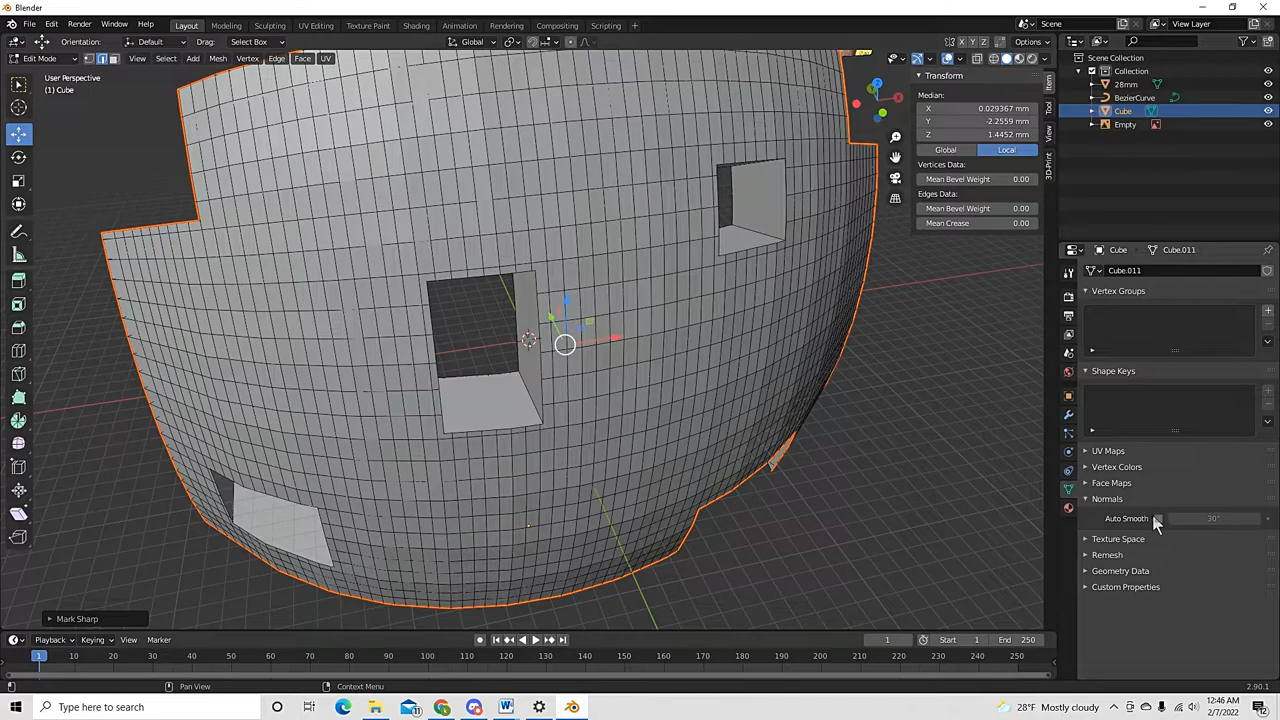 Blender
File Edit Render Window Help Layout Modeling Sculpting UV Editing Texture Paint Shading Animation Rendering Compositing Scripting + Scene View Layer
Orientation: Default Drag: Select Box Global X Y Z Options
Edit Mode View Select Add Mesh Vertex Edge Face UV
User Perspective
(1) Cube
Transform
Median:
X 0.029367 mm
Y -2.2559 mm
Z 1.4452 mm
Global Local
Vertices Data:
Mean Bevel Weight 0.00
Edges Data:
Mean Bevel Weight 0.00
Mean Crease 0.00
Item
Tool
View
3D-Print
Scene Collection
Collection
28mm
BezierCurve
Cube
Empty
Cube Cube.011
Cube.011
Vertex Groups
Shape Keys
UV Maps
Vertex Colors
Face Maps
Normals
Auto Smooth 30°
Texture Space
Remesh
Geometry Data
Custom Properties
Mark Sharp
Playback Keying View Marker 1 Start 1 End 250
1 10 20 30 40 50 60 70 80 90 100 110 120 130 140 150 160 170 180 190 200 210 220 230 240 250
Pan View Context Menu 2.90.1
Type here to search 28°F Mostly cloudy 12:46 AM
2/7/2022